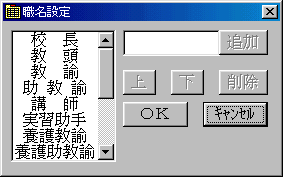 職名設定
校　長
教　頭
教　諭
助 教 諭
講　師
実習助手
養護教諭
養護助教諭
追加
上
下
削除
ＯＫ
ｷｬﾝｾﾙ